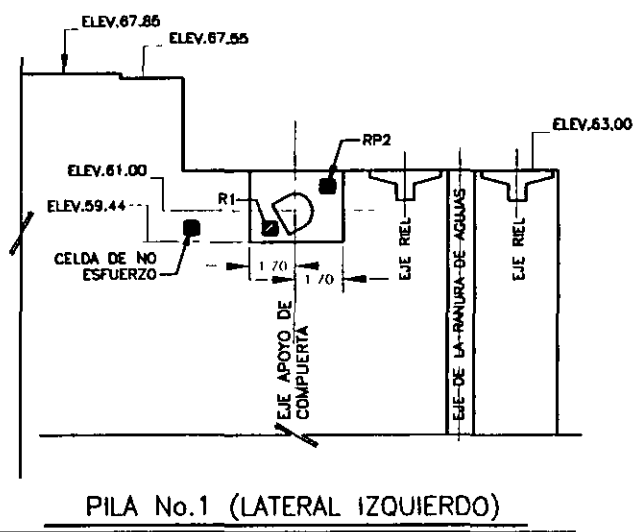 ELEV.67.85
ELEV.67.55
ELEV.63.00
RP2
ELEV.61.00
R1
ELEV.59.44
CELDA DE NO
ESFUERZO
1.70
1.70
EJE APOYO DE
COMPUERTA
EJE RIEL
EJE DE LA RANURA DE AGUJAS
EJE RIEL
PILA No.1 (LATERAL IZQUIERDO)